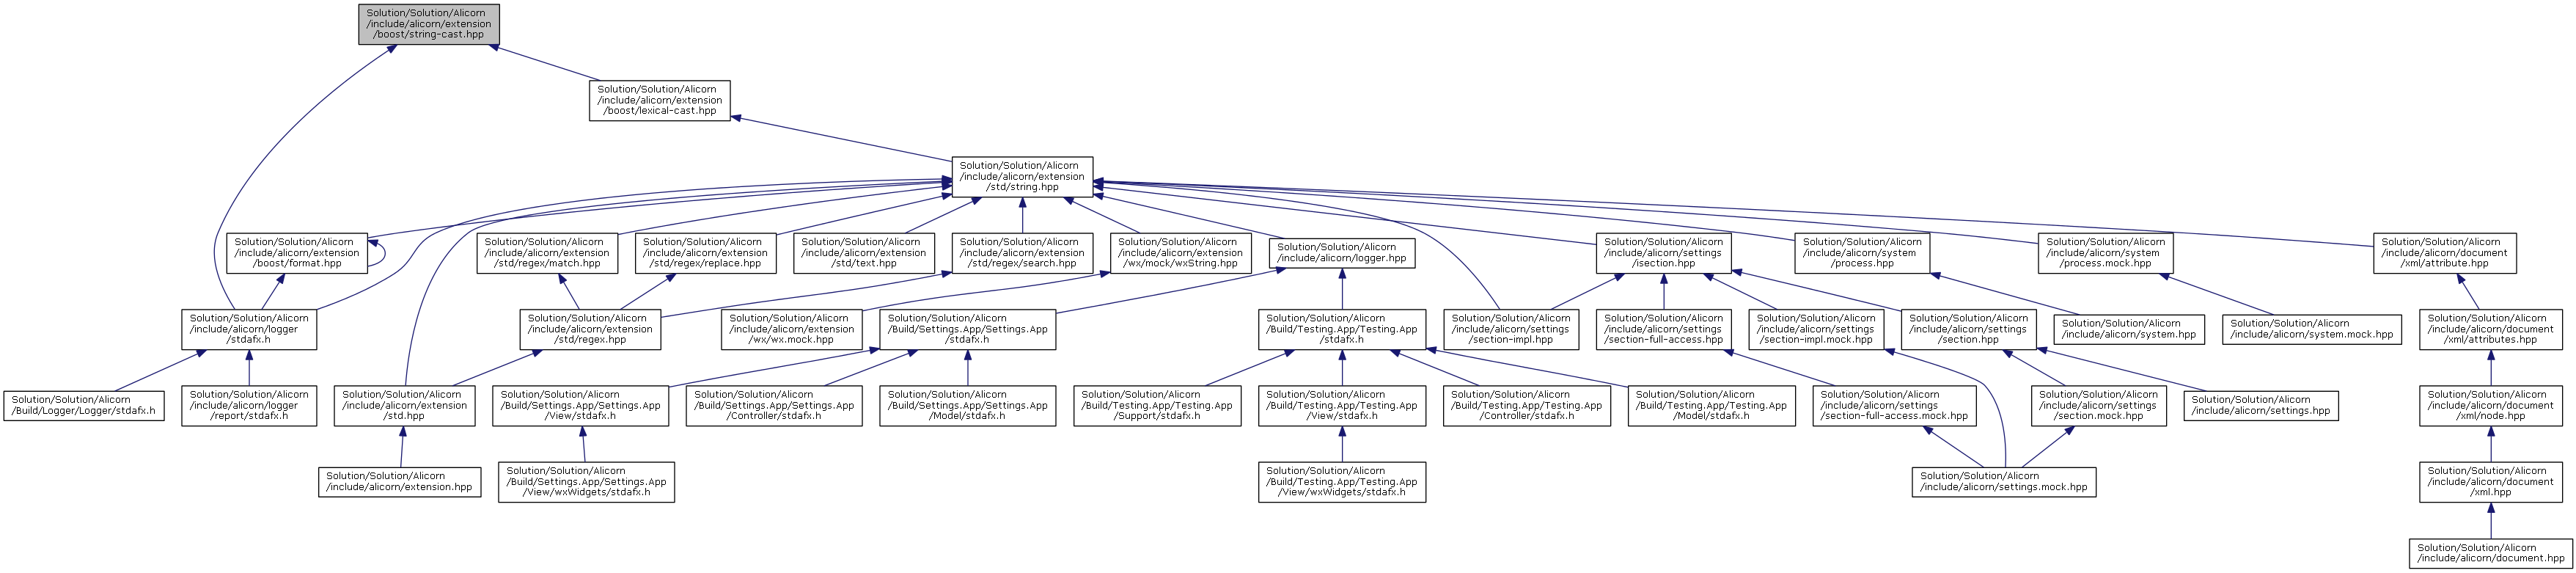 Solution/Solution/Alicorn
/include/alicorn/extension
/boost/string-cast.hpp
Solution/Solution/Alicorn
/include/alicorn/extension
/boost/lexical-cast.hpp
Solution/Solution/Alicorn
/include/alicorn/extension
/std/string.hpp
Solution/Solution/Alicorn
/include/alicorn/extension
/boost/format.hpp
Solution/Solution/Alicorn
/include/alicorn/extension
/std/regex/match.hpp
Solution/Solution/Alicorn
/include/alicorn/extension
/std/regex/replace.hpp
Solution/Solution/Alicorn
/include/alicorn/extension
/std/text.hpp
Solution/Solution/Alicorn
/include/alicorn/extension
/std/regex/search.hpp
Solution/Solution/Alicorn
/include/alicorn/extension
/wx/mock/wxString.hpp
Solution/Solution/Alicorn
/include/alicorn/logger.hpp
Solution/Solution/Alicorn
/include/alicorn/settings
/isection.hpp
Solution/Solution/Alicorn
/include/alicorn/system
/process.hpp
Solution/Solution/Alicorn
/include/alicorn/system
/process.mock.hpp
Solution/Solution/Alicorn
/include/alicorn/document
/xml/attribute.hpp
Solution/Solution/Alicorn
/include/alicorn/logger
/stdafx.h
Solution/Solution/Alicorn
/include/alicorn/extension
/std/regex.hpp
Solution/Solution/Alicorn
/include/alicorn/extension
/wx/wx.mock.hpp
Solution/Solution/Alicorn
/Build/Settings.App/Settings.App
/stdafx.h
Solution/Solution/Alicorn
/Build/Testing.App/Testing.App
/stdafx.h
Solution/Solution/Alicorn
/include/alicorn/settings
/section-impl.hpp
Solution/Solution/Alicorn
/include/alicorn/settings
/section-full-access.hpp
Solution/Solution/Alicorn
/include/alicorn/settings
/section-impl.mock.hpp
Solution/Solution/Alicorn
/include/alicorn/settings
/section.hpp
Solution/Solution/Alicorn
/include/alicorn/system.hpp
Solution/Solution/Alicorn
/include/alicorn/system.mock.hpp
Solution/Solution/Alicorn
/include/alicorn/document
/xml/attributes.hpp
Solution/Solution/Alicorn
/Build/Logger/Logger/stdafx.h
Solution/Solution/Alicorn
/include/alicorn/logger
/report/stdafx.h
Solution/Solution/Alicorn
/include/alicorn/extension
/std.hpp
Solution/Solution/Alicorn
/Build/Settings.App/Settings.App
/View/stdafx.h
Solution/Solution/Alicorn
/Build/Settings.App/Settings.App
/Controller/stdafx.h
Solution/Solution/Alicorn
/Build/Settings.App/Settings.App
/Model/stdafx.h
Solution/Solution/Alicorn
/Build/Testing.App/Testing.App
/Support/stdafx.h
Solution/Solution/Alicorn
/Build/Testing.App/Testing.App
/View/stdafx.h
Solution/Solution/Alicorn
/Build/Testing.App/Testing.App
/Controller/stdafx.h
Solution/Solution/Alicorn
/Build/Testing.App/Testing.App
/Model/stdafx.h
Solution/Solution/Alicorn
/include/alicorn/settings
/section-full-access.mock.hpp
Solution/Solution/Alicorn
/include/alicorn/settings
/section.mock.hpp
Solution/Solution/Alicorn
/include/alicorn/settings.hpp
Solution/Solution/Alicorn
/include/alicorn/document
/xml/node.hpp
Solution/Solution/Alicorn
/include/alicorn/extension.hpp
Solution/Solution/Alicorn
/Build/Settings.App/Settings.App
/View/wxWidgets/stdafx.h
Solution/Solution/Alicorn
/Build/Testing.App/Testing.App
/View/wxWidgets/stdafx.h
Solution/Solution/Alicorn
/include/alicorn/settings.mock.hpp
Solution/Solution/Alicorn
/include/alicorn/document
/xml.hpp
Solution/Solution/Alicorn
/include/alicorn/document.hpp